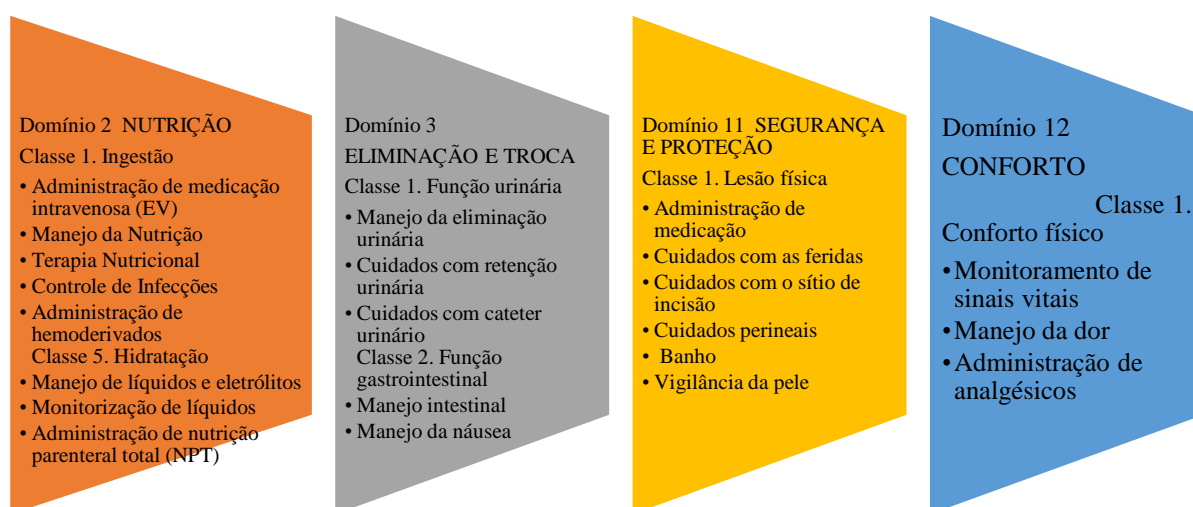 Domínio 2  NUTRIÇÃO
Classe 1. Ingestão
• Administração de medicação
intravenosa (EV)
• Manejo da Nutrição
• Terapia Nutricional
• Controle de Infecções
• Administração de
hemoderivados
Classe 5. Hidratação
• Manejo de líquidos e eletrólitos
• Monitorização de líquidos
• Administração de nutrição
parenteral total (NPT)
Domínio 3
ELIMINAÇÃO E TROCA
Classe 1. Função urinária
• Manejo da eliminação
urinária
• Cuidados com retenção
urinária
• Cuidados com cateter
urinário
Classe 2. Função
gastrointestinal
• Manejo intestinal
• Manejo da náusea
Domínio 11  SEGURANÇA
E PROTEÇÃO
Classe 1. Lesão física
• Administração de
medicação
• Cuidados com as feridas
• Cuidados com o sítio de
incisão
• Cuidados perineais
• Banho
• Vigilância da pele
Domínio 12
CONFORTO
Classe 1.
Conforto físico
• Monitoramento de
sinais vitais
• Manejo da dor
• Administração de
analgésicos